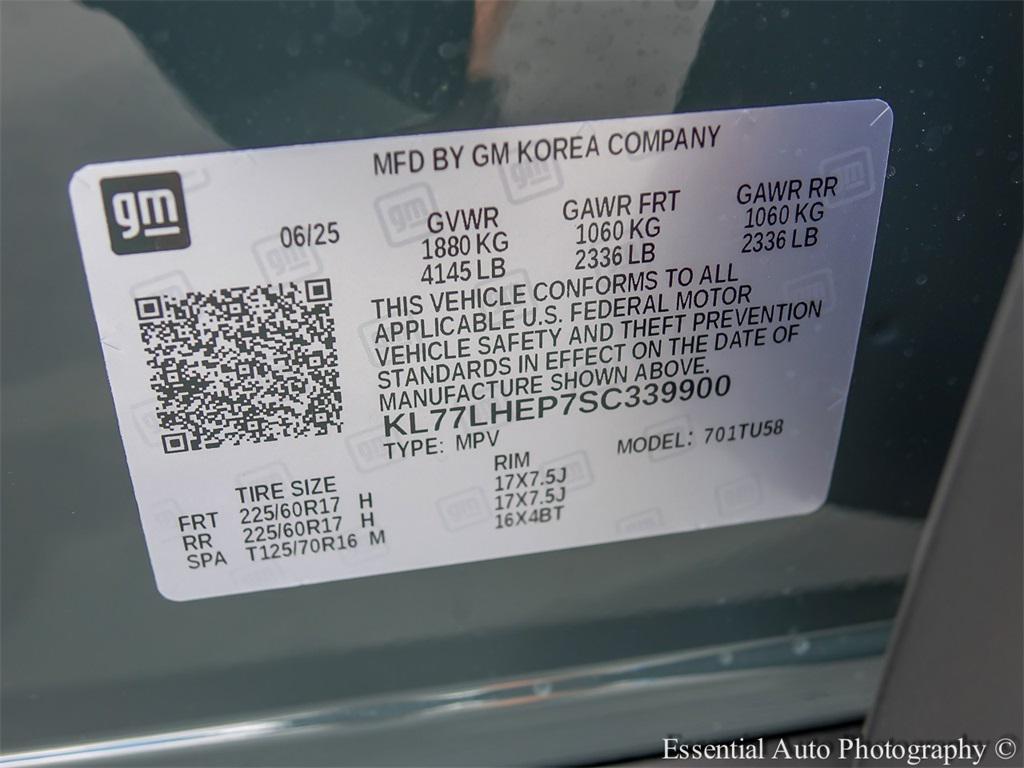 MFD BY GM KOREA COMPANY
gm
06/25
GVWR GAWR FRT GAWR RR
1880 KG 1060 KG 1060 KG
4145 LB 2336 LB 2336 LB
THIS VEHICLE CONFORMS TO ALL
APPLICABLE U.S. FEDERAL MOTOR
VEHICLE SAFETY AND THEFT PREVENTION
STANDARDS IN EFFECT ON THE DATE OF
MANUFACTURE SHOWN ABOVE.
KL77LHEP7SC339900
TYPE: MPV MODEL: 701TU58
TIRE SIZE RIM
FRT 225/60R17 H 17X7.5J
RR 225/60R17 H 17X7.5J
SPA T125/70R16 M 16X4BT
Essential Auto Photography ©